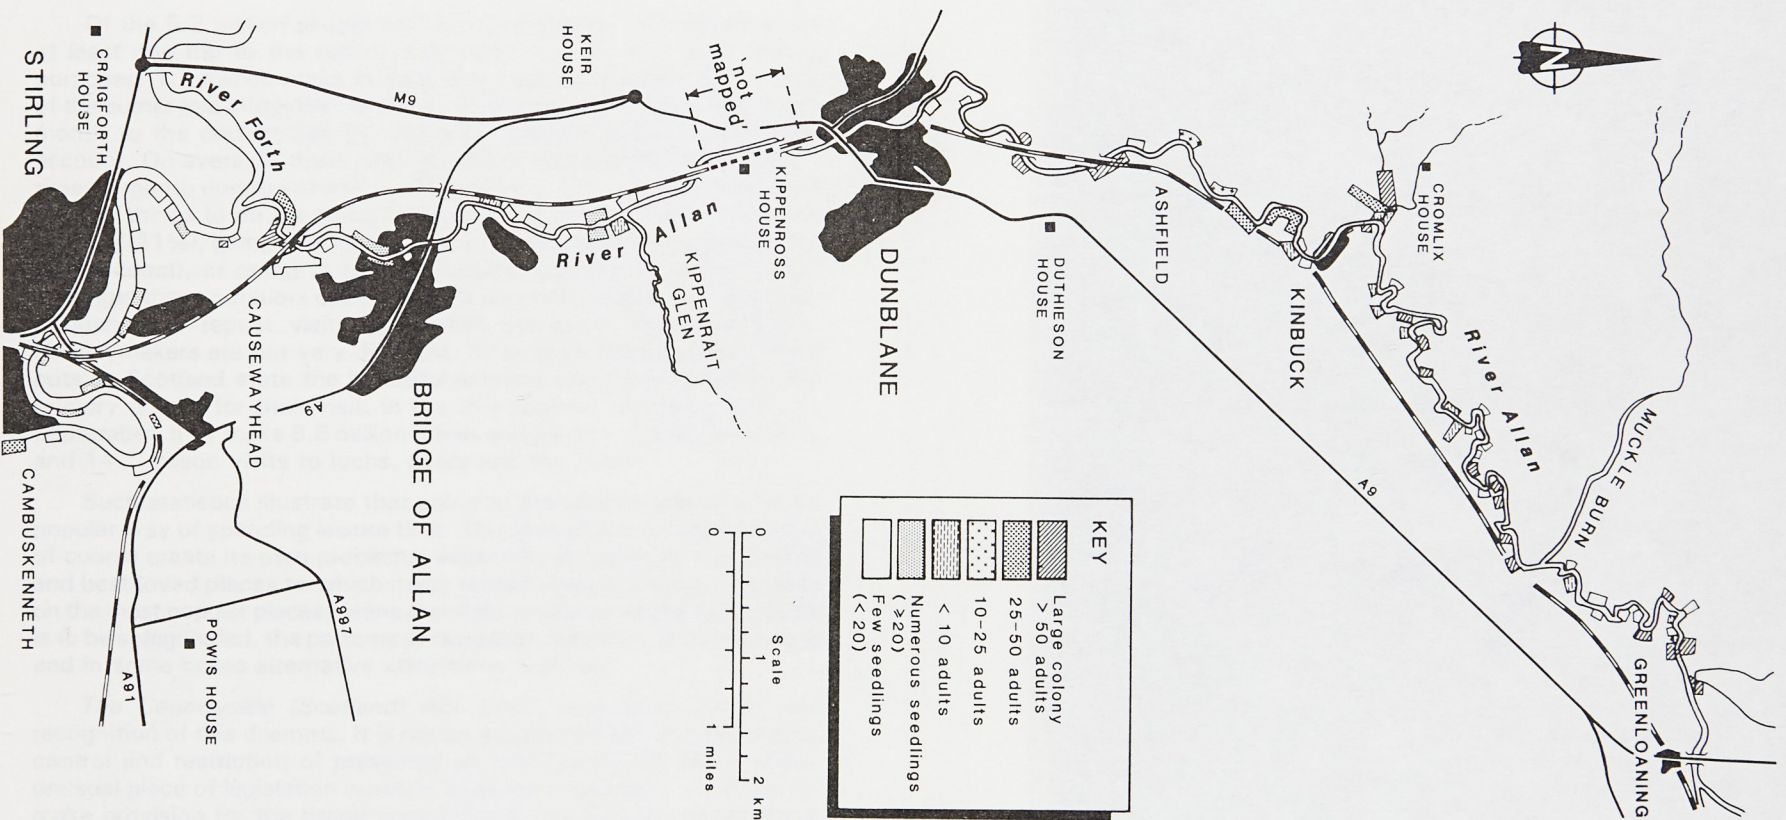 N
STIRLING
CRAIGFORTH
HOUSE
River Forth
M9
KEIR
HOUSE
'not
mapped'
KIPPENROSS
HOUSE
River Allan
KIPPENRAIT
GLEN
DUNBLANE
DUTHIESON
HOUSE
ASHFIELD
KINBUCK
CROMLIX
HOUSE
River Allan
MUCKLE BURN
A9
GREENLOANING
CAUSEWAYHEAD
BRIDGE OF ALLAN
A9
CAMBUSKENNETH
A997
POWIS HOUSE
A91
KEY
Large colony
> 50 adults
25-50 adults
10-25 adults
< 10 adults
Numerous seedlings
(≥20)
Few seedlings
(< 20)
Scale
0 1 2 km
0 1 miles